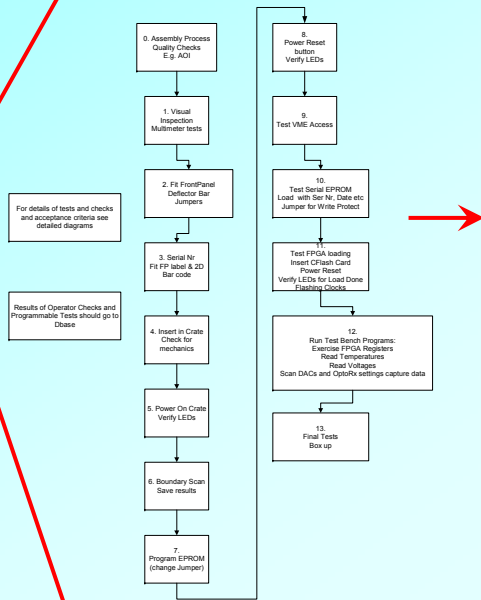 0. Assembly Process
Quality Checks
E.g. AOI
1. Visual
Inspection
Multimeter tests
2. Fit FrontPanel
Deflector Bar
Jumpers
For details of tests and checks
and acceptance criteria see
detailed diagrams
3. Serial Nr
Fit FP label & 2D
Bar code
Results of Operator Checks and
Programmable Tests should go to
Dbase
4. Insert in Crate
Check for
mechanics
5. Power On Crate
Verify LEDs
6. Boundary Scan
Save results
7.
Program EPROM
(change Jumper)
8.
Power Reset
button
Verify LEDs
9.
Test VME Access
10.
Test Serial EPROM
Load with Ser Nr, Date etc
Jumper for Write Protect
11.
Test FPGA loading
Insert CFlash Card
Power Reset
Verify LEDs for Load Done
Flashing Clocks
12.
Run Test Bench Programs:
Exercise FPGA Registers
Read Temperatures
Read Voltages
Scan DACs and OptoRx settings capture data
13.
Final Tests
Box up